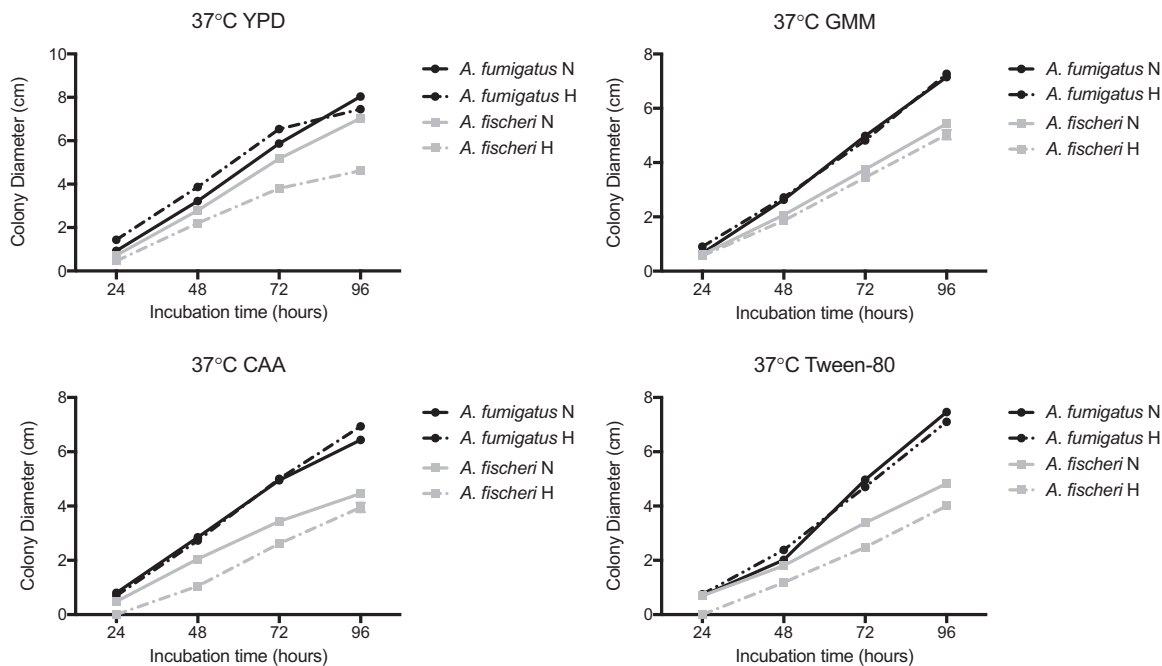 37°C YPD
Colony Diameter (cm)
10
8
6
4
2
0
24 48 72 96
Incubation time (hours)
A. fumigatus N
A. fumigatus H
A. fischeri N
A. fischeri H
37°C GMM
Colony Diameter (cm)
8
6
4
2
0
24 48 72 96
Incubation time (hours)
A. fumigatus N
A. fumigatus H
A. fischeri N
A. fischeri H
37°C CAA
Colony Diameter (cm)
8
6
4
2
0
24 48 72 96
Incubation time (hours)
A. fumigatus N
A. fumigatus H
A. fischeri N
A. fischeri H
37°C Tween-80
Colony Diameter (cm)
8
6
4
2
0
24 48 72 96
Incubation time (hours)
A. fumigatus N
A. fumigatus H
A. fischeri N
A. fischeri H